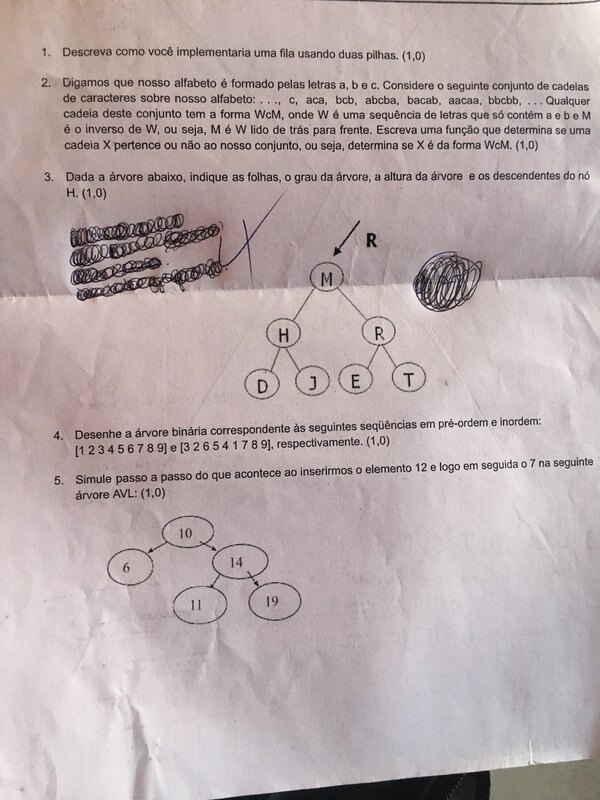 1. Descreva como você implementaria uma fila usando duas pilhas. (1,0)
2. Digamos que nosso alfabeto é formado pelas letras a, b e c. Considere o seguinte conjunto de cadeias
de caracteres sobre nosso alfabeto: . . ., c, aca, bcb, abcba, bacab, aacaa, bbcbb, . . . Qualquer
cadeia deste conjunto tem a forma WcM, onde W é uma sequência de letras que só contém a e b e M
é o inverso de W, ou seja, M é W lido de trás para frente. Escreva uma função que determina se uma
cadeia X pertence ou não ao nosso conjunto, ou seja, determina se X é da forma WcM. (1,0)
3. Dada a árvore abaixo, indique as folhas, o grau da árvore, a altura da árvore e os descendentes do nó
H. (1,0)
R
M
H R
D J E T
4. Desenhe a árvore binária correspondente às seguintes seqüências em pré-ordem e inordem:
[1 2 3 4 5 6 7 8 9] e [3 2 6 5 4 1 7 8 9], respectivamente. (1,0)
5. Simule passo a passo do que acontece ao inserirmos o elemento 12 e logo em seguida o 7 na seguinte
árvore AVL: (1,0)
10
6 14
11 19